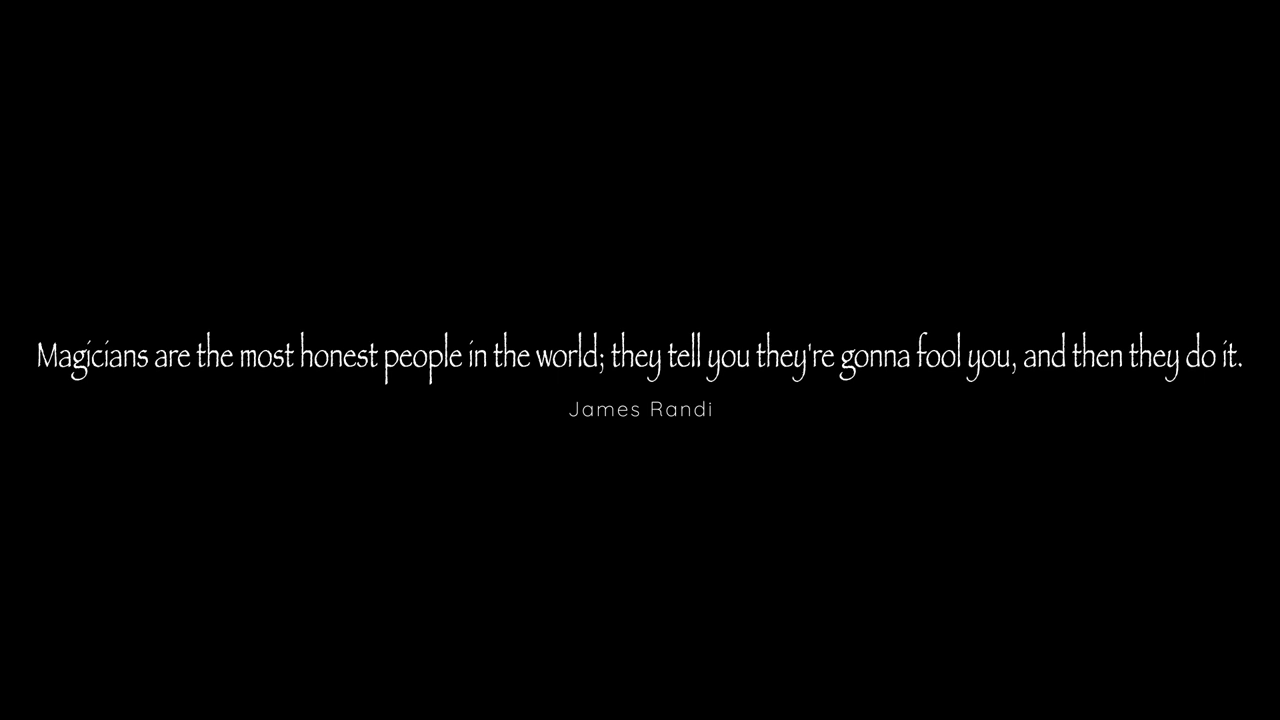 Magicians are the most honest people in the world; they tell you they're gonna fool you, and then they do it.
James Randi